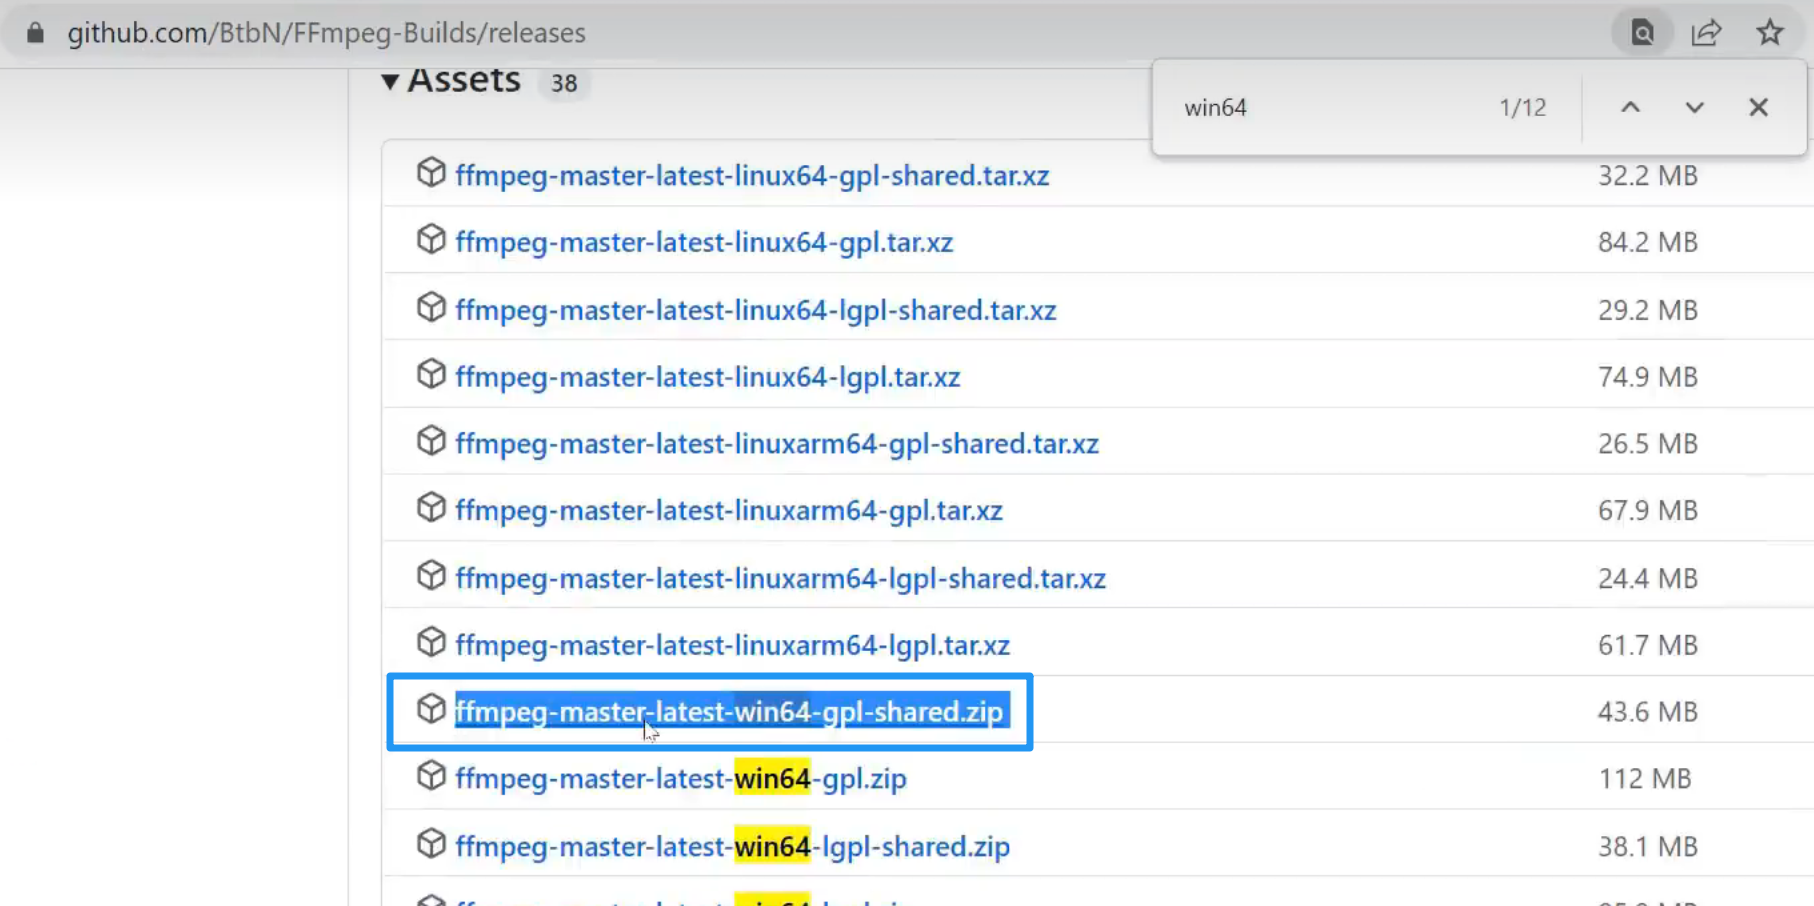 github.com/BtbN/FFmpeg-Builds/releases
Assets 38
win64 1/12
ffmpeg-master-latest-linux64-gpl-shared.tar.xz 32.2 MB
ffmpeg-master-latest-linux64-gpl.tar.xz 84.2 MB
ffmpeg-master-latest-linux64-lgpl-shared.tar.xz 29.2 MB
ffmpeg-master-latest-linux64-lgpl.tar.xz 74.9 MB
ffmpeg-master-latest-linuxarm64-gpl-shared.tar.xz 26.5 MB
ffmpeg-master-latest-linuxarm64-gpl.tar.xz 67.9 MB
ffmpeg-master-latest-linuxarm64-lgpl-shared.tar.xz 24.4 MB
ffmpeg-master-latest-linuxarm64-lgpl.tar.xz 61.7 MB
ffmpeg-master-latest-win64-gpl-shared.zip 43.6 MB
ffmpeg-master-latest-win64-gpl.zip 112 MB
ffmpeg-master-latest-win64-lgpl-shared.zip 38.1 MB